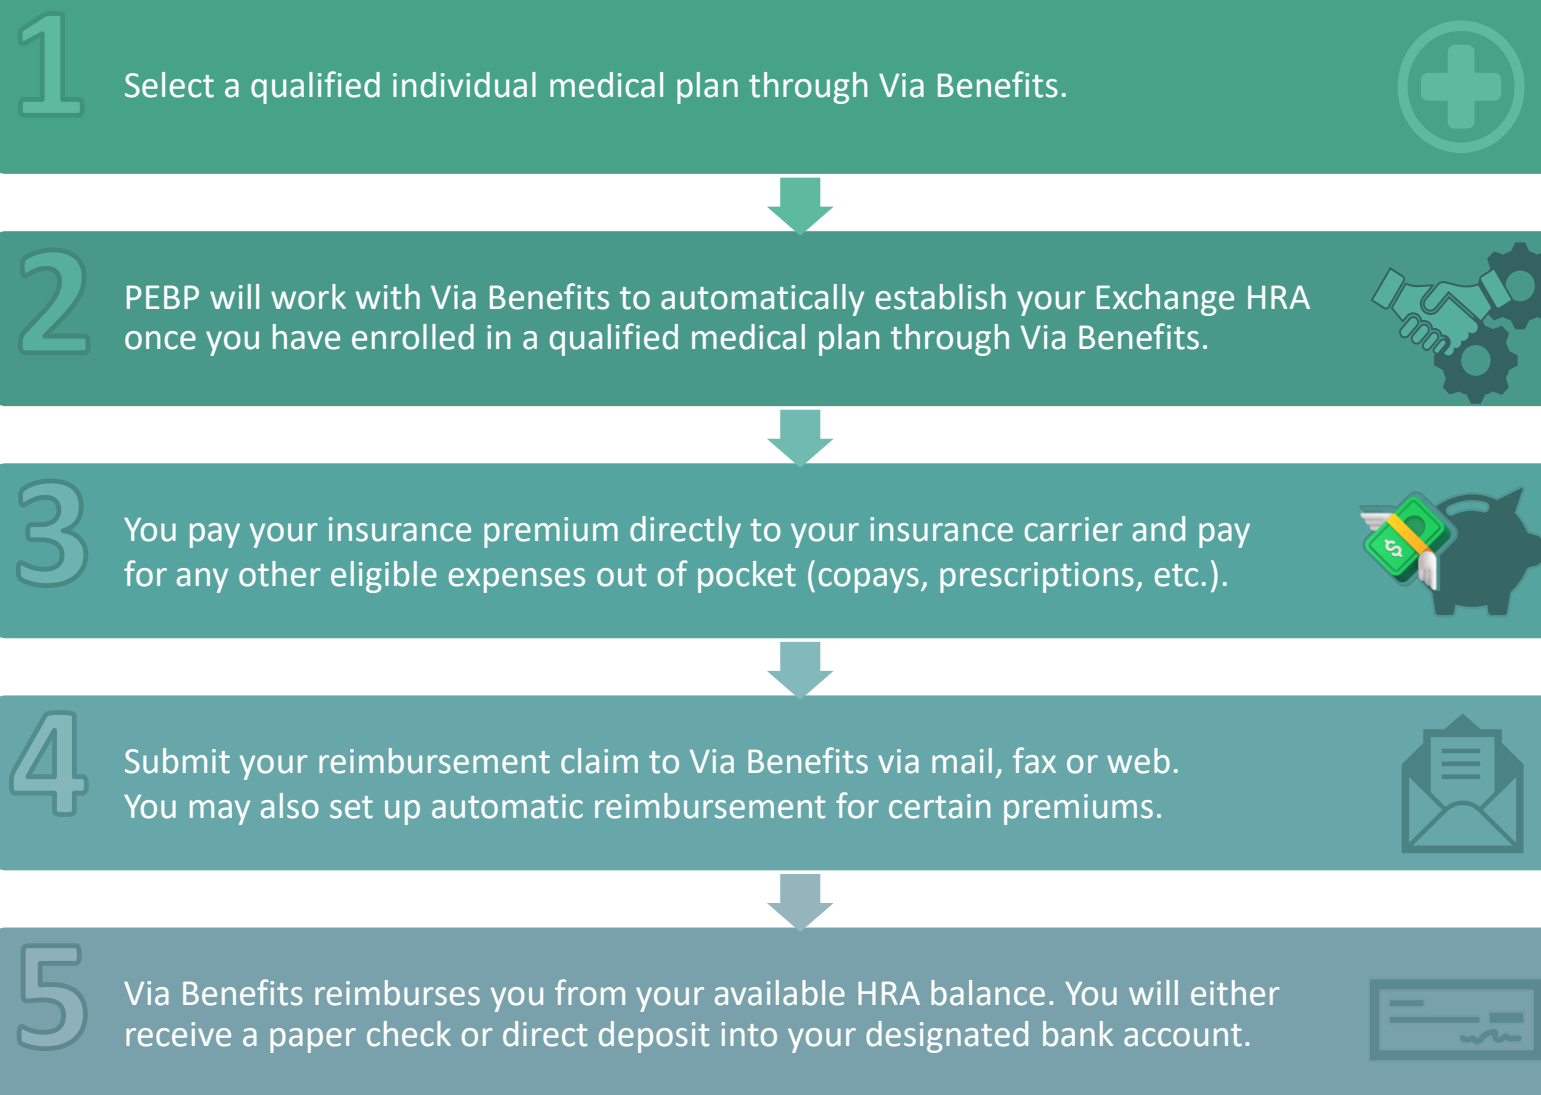 1
Select a qualified individual medical plan through Via Benefits.
2
PEBP will work with Via Benefits to automatically establish your Exchange HRA
once you have enrolled in a qualified medical plan through Via Benefits.
3
You pay your insurance premium directly to your insurance carrier and pay
for any other eligible expenses out of pocket (copays, prescriptions, etc.).
$
4
Submit your reimbursement claim to Via Benefits via mail, fax or web.
You may also set up automatic reimbursement for certain premiums.
5
Via Benefits reimburses you from your available HRA balance. You will either
receive a paper check or direct deposit into your designated bank account.